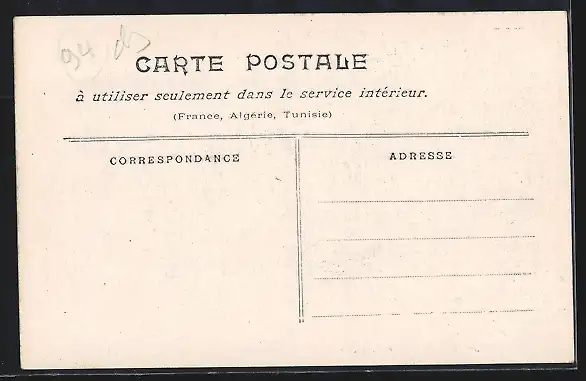 94
CARTE POSTALE
à utiliser seulement dans le service intérieur.
(France, Algérie, Tunisie)
CORRESPONDANCE
ADRESSE